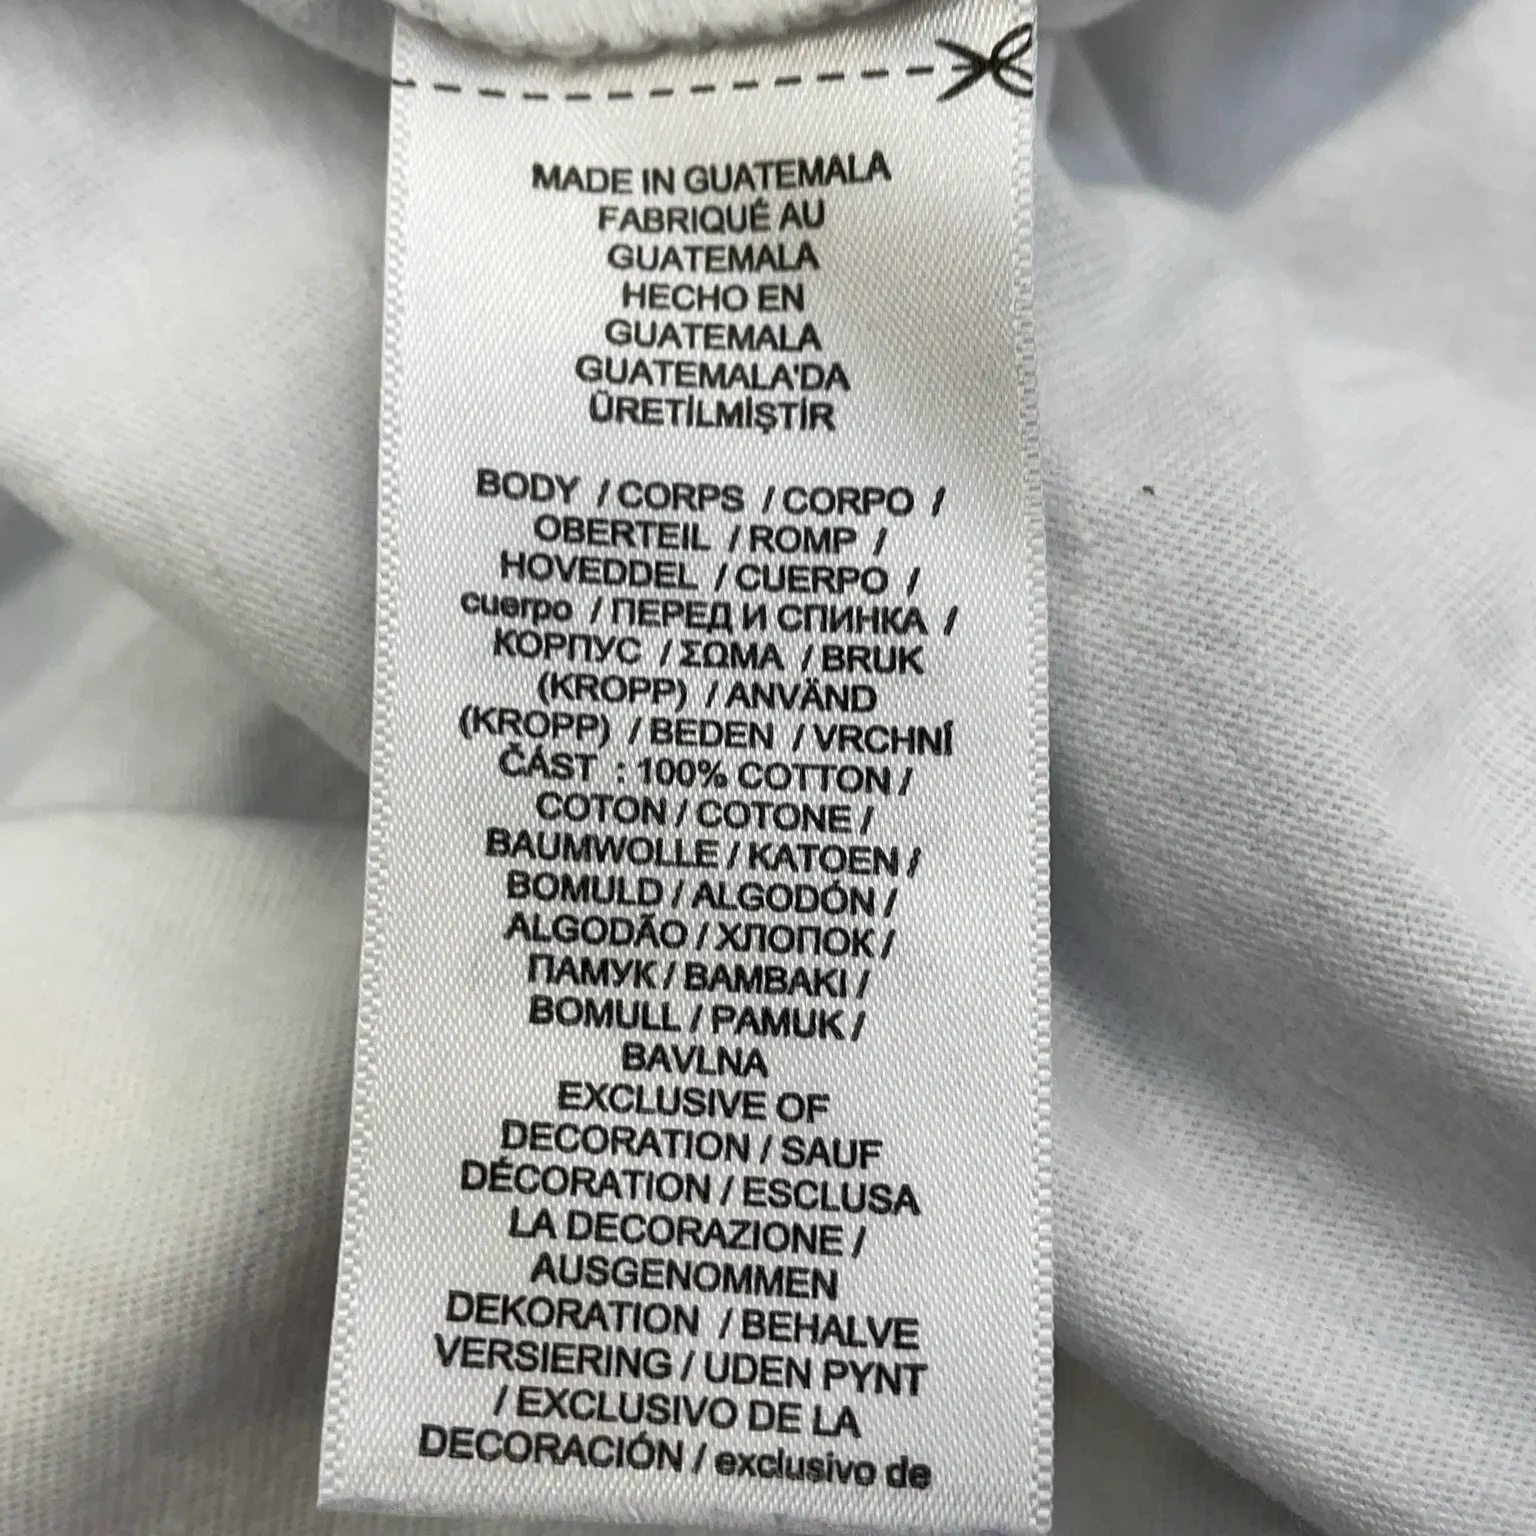 MADE IN GUATEMALA
FABRIQUÉ AU
GUATEMALA
HECHO EN
GUATEMALA
GUATEMALA'DA
ÜRETİLMİŞTİR
BODY / CORPS / CORPO /
OBERTEIL / ROMP /
HOVEDDEL / CUERPO /
cuerpo / ПЕРЕД И СПИНКА /
КОРПУС / ΣΩΜΑ / BRUK
(KROPP) / ANVÄND
(KROPP) / BEDEN / VRCHNÍ
ČÁST : 100% COTTON /
COTON / COTONE /
BAUMWOLLE / KATOEN /
BOMULD / ALGODÓN /
ALGODÃO / ХЛОПОК /
ПАМУК / BAMBAKI /
BOMULL / PAMUK /
BAVLNA
EXCLUSIVE OF
DECORATION / SAUF
DÉCORATION / ESCLUSA
LA DECORAZIONE /
AUSGENOMMEN
DEKORATION / BEHALVE
VERSIERING / UDEN PYNT
/ EXCLUSIVO DE LA
DECORACIÓN / exclusivo de